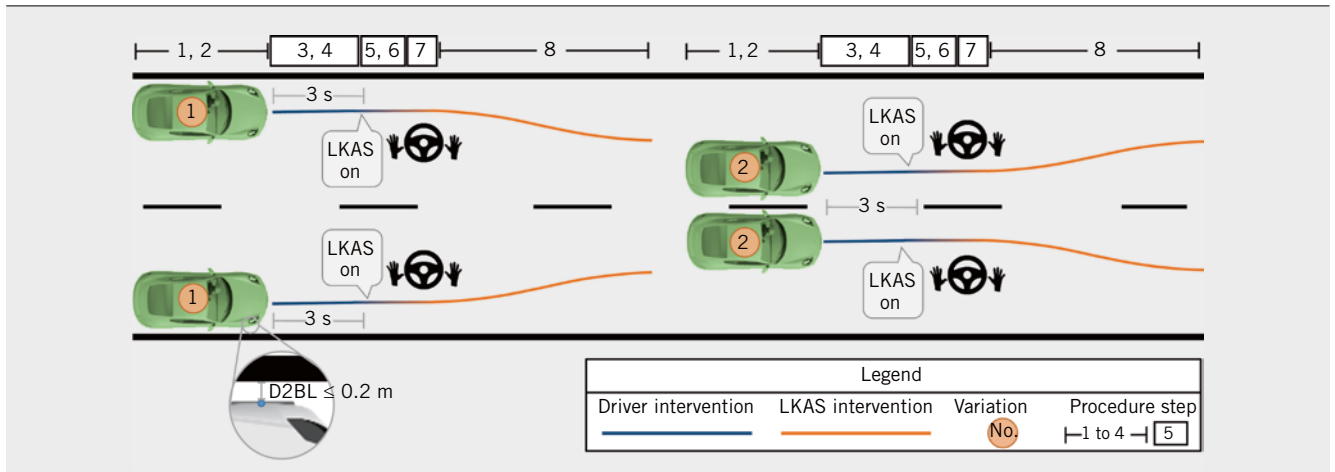 1, 2 3, 4 5, 6 7 8 1, 2 3, 4 5, 6 7 8
1
3 s
LKAS
on
LKAS
on
2
3 s
2
LKAS
on
LKAS
on
1
3 s
D2BL ≤ 0.2 m
Legend
Driver intervention LKAS intervention Variation Procedure step
No. 1 to 4 5